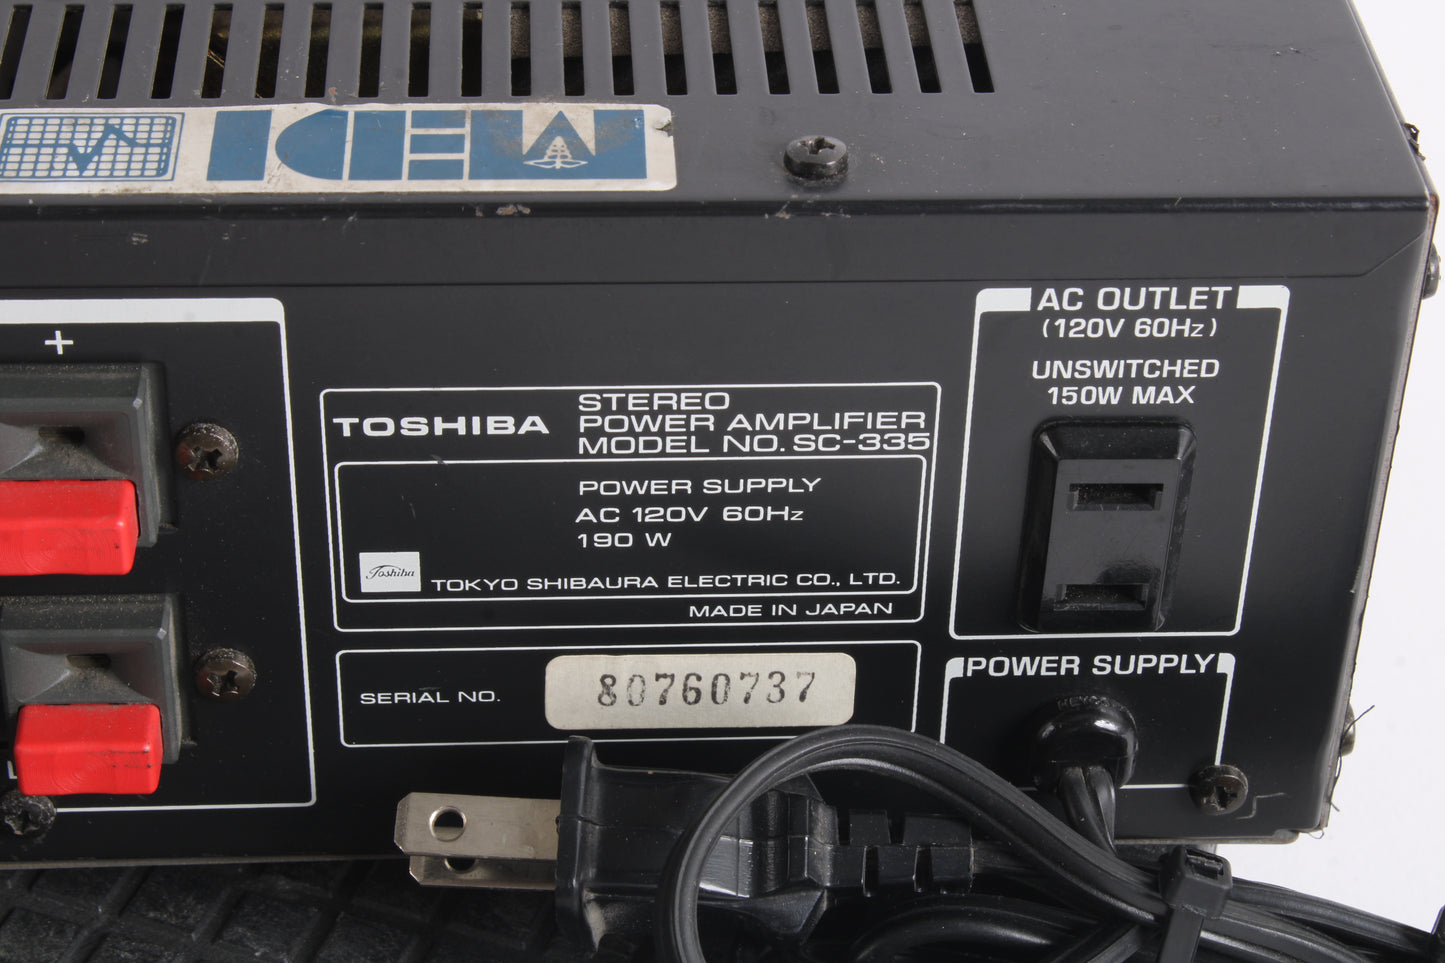 +
TOSHIBA
STEREO
POWER AMPLIFIER
MODEL NO. SC-335
POWER SUPPLY
AC 120V 60Hz
190 W
Toshiba
TOKYO SHIBAURA ELECTRIC CO., LTD.
MADE IN JAPAN
SERIAL NO. 80760737
AC OUTLET
(120V 60Hz)
UNSWITCHED
150W MAX
POWER SUPPLY
HEYCO